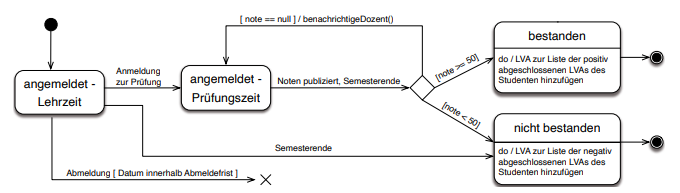 [ note == null ] / benachrichtigeDozent()
bestanden
do / LVA zur Liste der positiv
abgeschlossenen LVAs des
Studenten hinzufügen
[note >= 50]
angemeldet -
Lehrzeit
Anmeldung
zur Prüfung
angemeldet -
Prüfungszeit
Noten publiziert, Semesterende
[note < 50]
nicht bestanden
do / LVA zur Liste der negativ
abgeschlossenen LVAs des
Studenten hinzufügen
Semesterende
Abmeldung [ Datum innerhalb Abmeldefrist ]